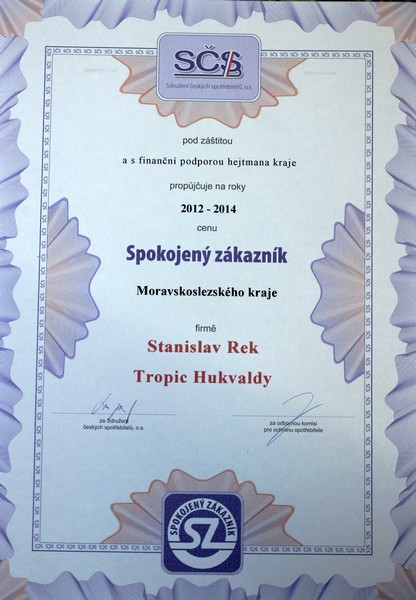 SČS
Sdružení českých spotřebitelů, o.s.
pod záštitou
a s finanční podporou hejtmana kraje
propůjčuje na roky
2012 - 2014
cenu
Spokojený zákazník
Moravskoslezského kraje
firmě
Stanislav Rek
Tropic Hukvaldy
za Sdružení
českých spotřebitelů, o.s.
za odbornou komisi
pro ochranu spotřebitele
SPOKOJENÝ ZÁKAZNÍK
SZ